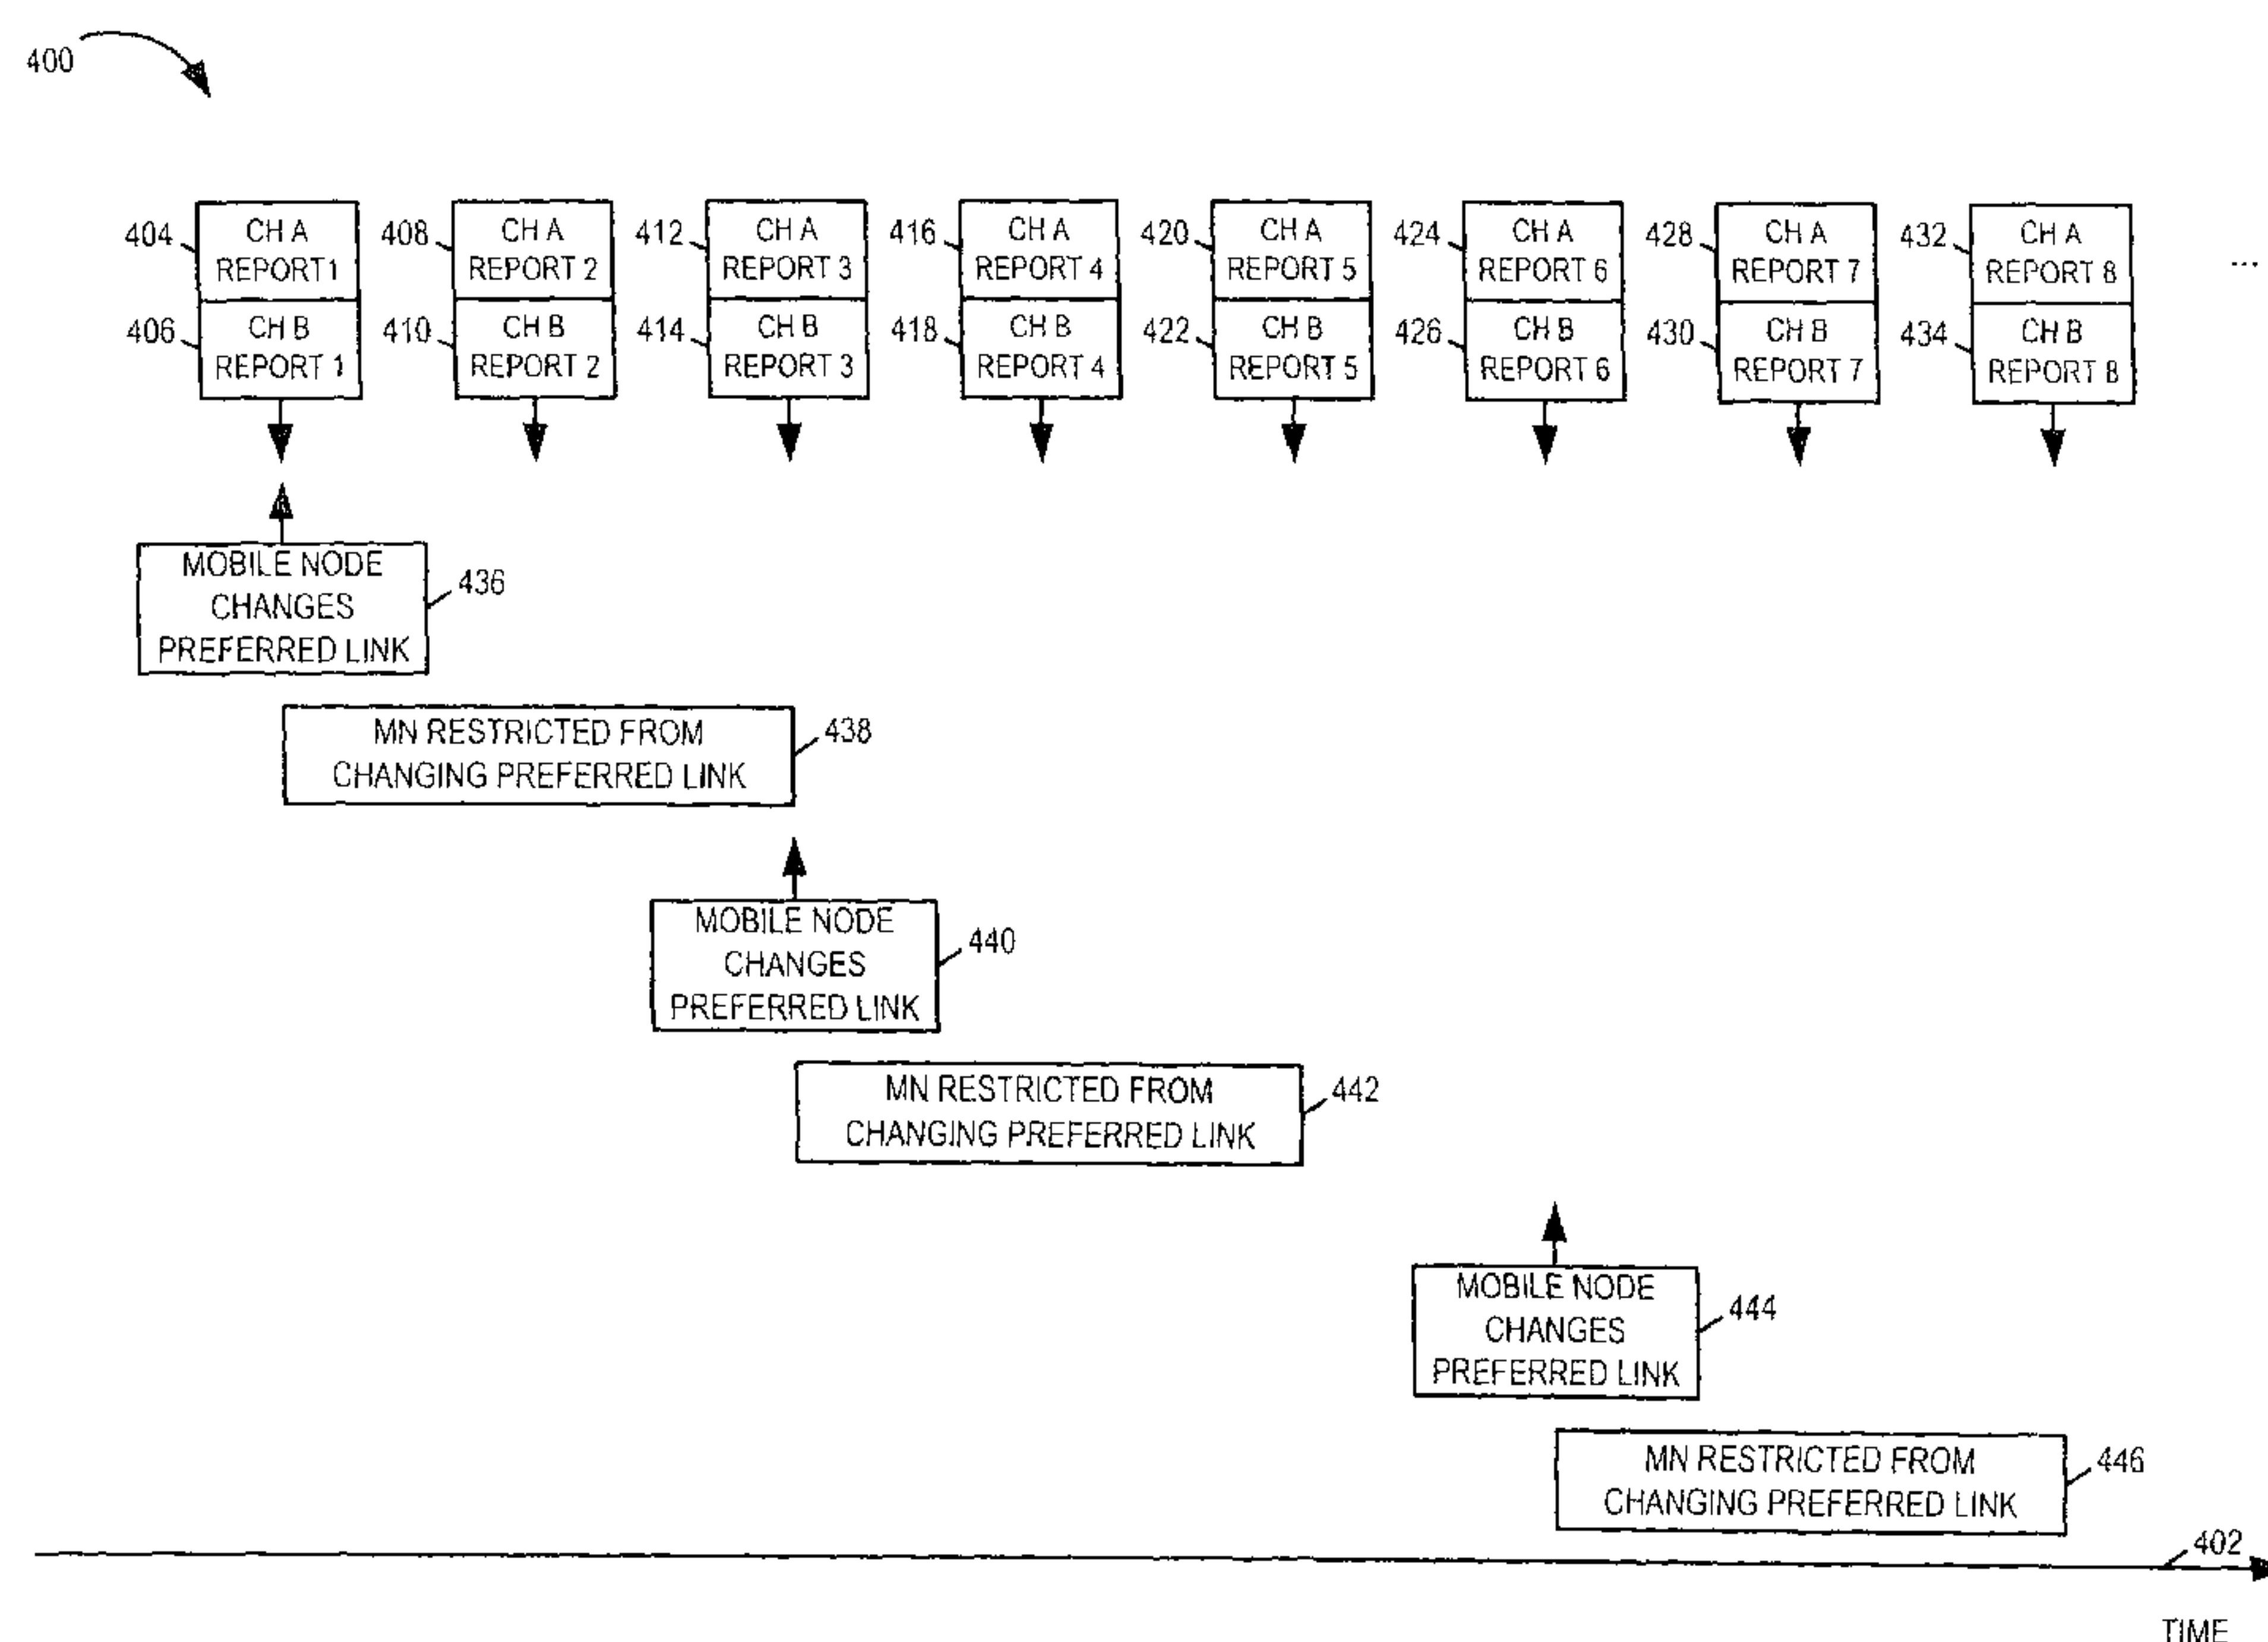 400
404
CH A
REPORT1
406
CH B
REPORT 1
408
CH A
REPORT 2
410
CH B
REPORT 2
412
CH A
REPORT 3
414
CH B
REPORT 3
416
CH A
REPORT 4
418
CH B
REPORT 4
420
CH A
REPORT 5
422
CH B
REPORT 5
424
CH A
REPORT 6
426
CH B
REPORT 6
428
CH A
REPORT 7
430
CH B
REPORT 7
432
CH A
REPORT 8
434
CH B
REPORT 8
...
MOBILE NODE
CHANGES
PREFERRED LINK
436
MN RESTRICTED FROM
CHANGING PREFERRED LINK
438
MOBILE NODE
CHANGES
PREFERRED LINK
440
MN RESTRICTED FROM
CHANGING PREFERRED LINK
442
MOBILE NODE
CHANGES
PREFERRED LINK
444
MN RESTRICTED FROM
CHANGING PREFERRED LINK
446
402
TIME